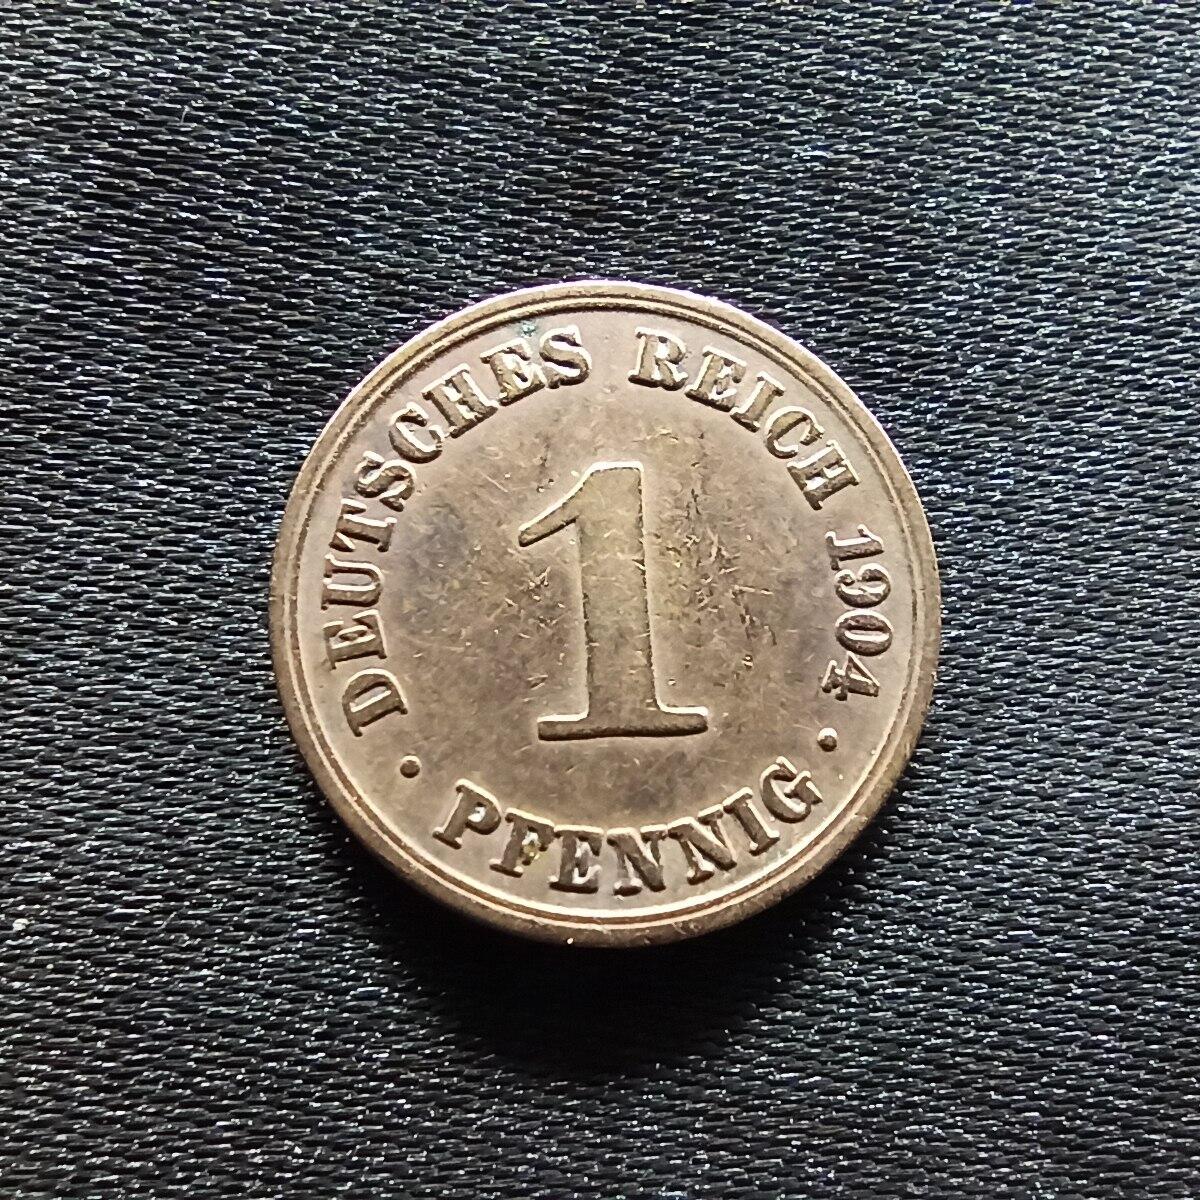 DEUTSCHES REICH 1904
1
PFENNIG